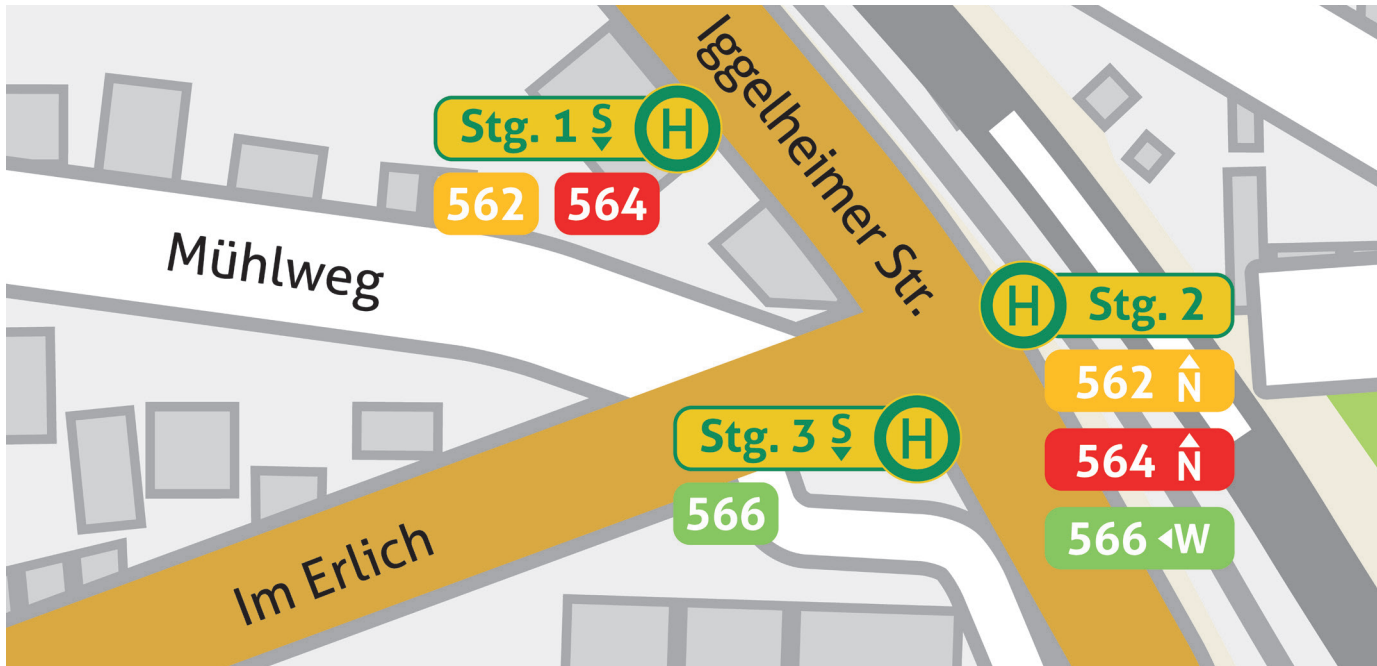 Iggelheimer Str.
Stg. 1 S H
562 564
Mühlweg
H Stg. 2
562 N
564 N
566 W
Stg. 3 S H
566
Im Erlich